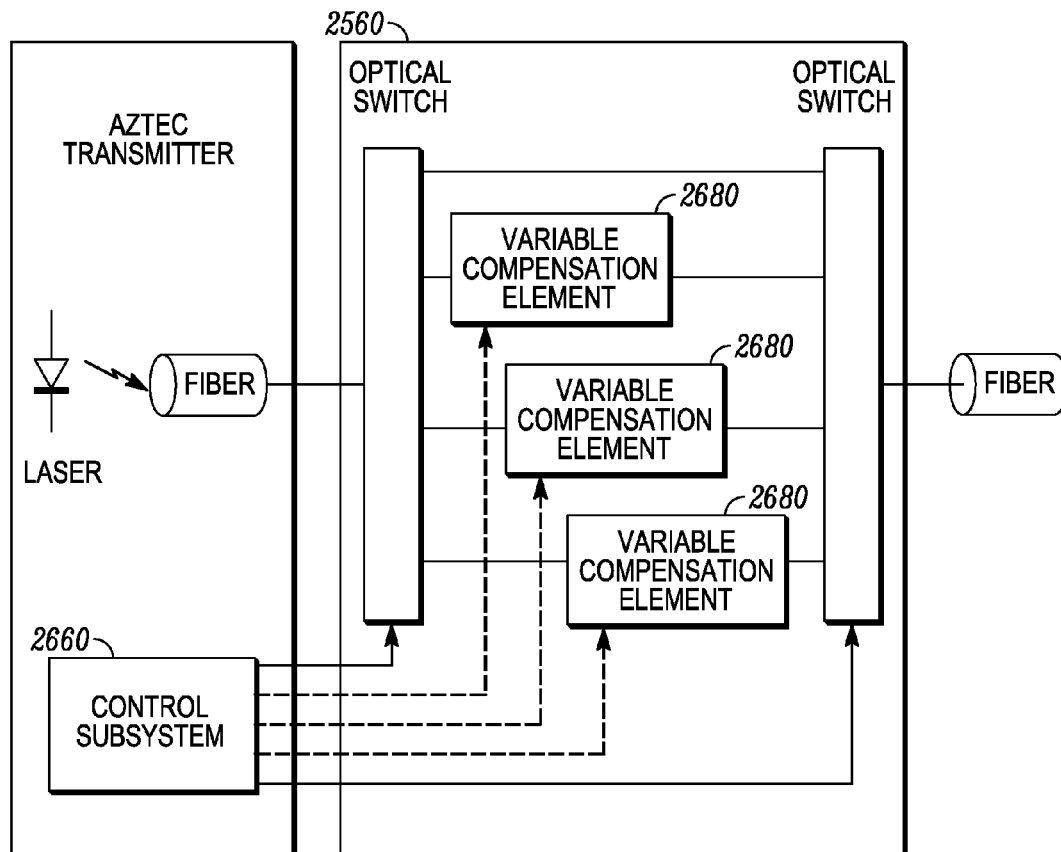 2560
AZTEC
TRANSMITTER
OPTICAL
SWITCH
OPTICAL
SWITCH
2680
VARIABLE
COMPENSATION
ELEMENT
2680
VARIABLE
COMPENSATION
ELEMENT
FIBER
FIBER
LASER
2680
VARIABLE
COMPENSATION
ELEMENT
2660
CONTROL
SUBSYSTEM